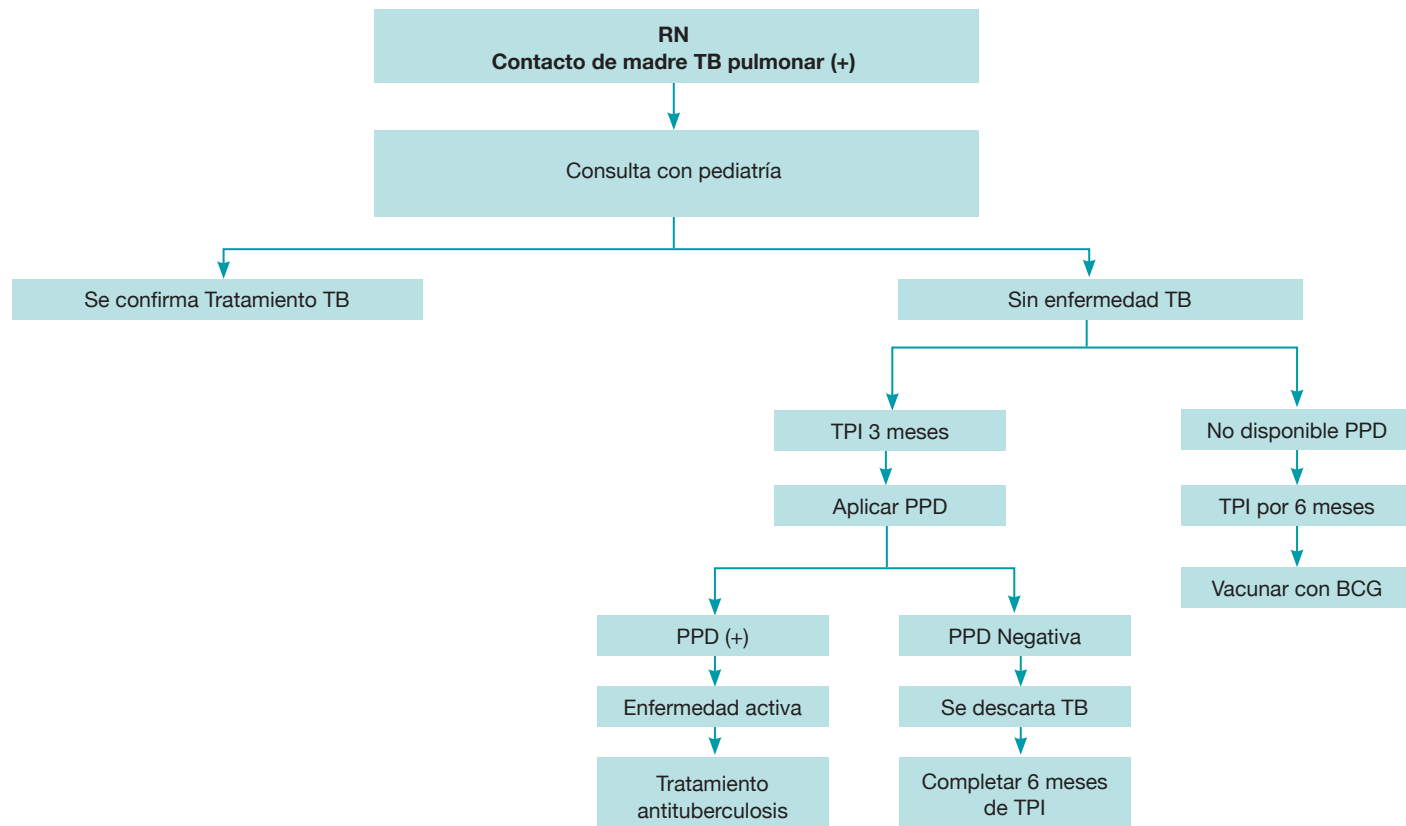 RN
Contacto de madre TB pulmonar (+)
Consulta con pediatría
Se confirma Tratamiento TB
Sin enfermedad TB
TPI 3 meses
No disponible PPD
Aplicar PPD
TPI por 6 meses
Vacunar con BCG
PPD (+)
PPD Negativa
Enfermedad activa
Se descarta TB
Tratamiento
antituberculosis
Completar 6 meses
de TPI